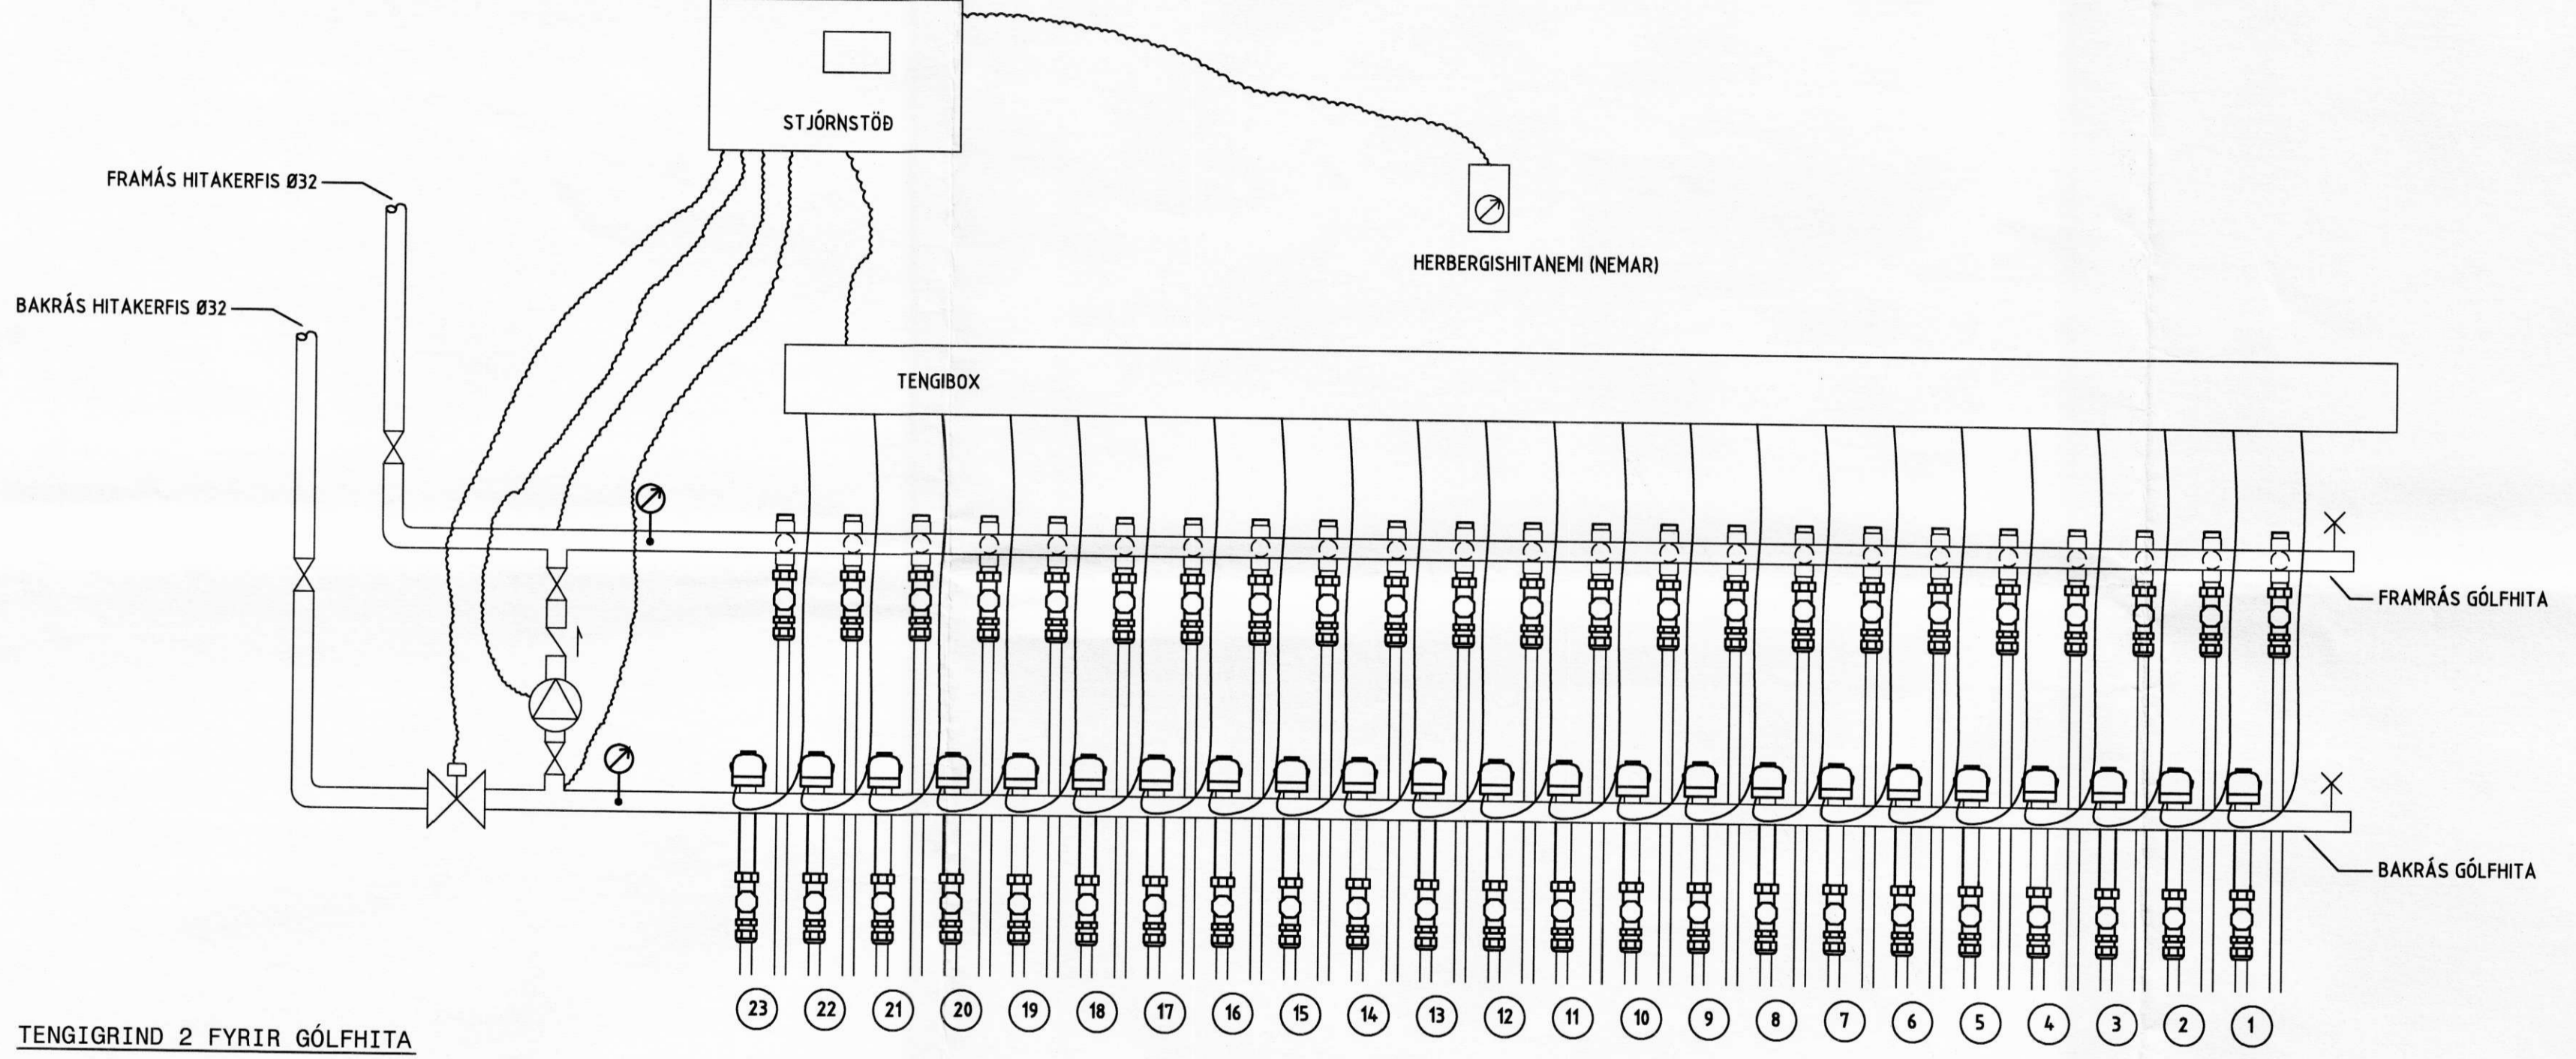 STJÓRNSTÖÐ
FRAMÁS HITAKERFIS Ø32
HERBERGISHITANEMI (NEMAR)
BAKRÁS HITAKERFIS Ø32
TENGIBOX
FRAMRÁS GÓLFHITA
BAKRÁS GÓLFHITA
23 22 21 20 19 18 17 16 15 14 13 12 11 10 9 8 7 6 5 4 3 2 1
TENGIGRIND 2 FYRIR GÓLFHITA